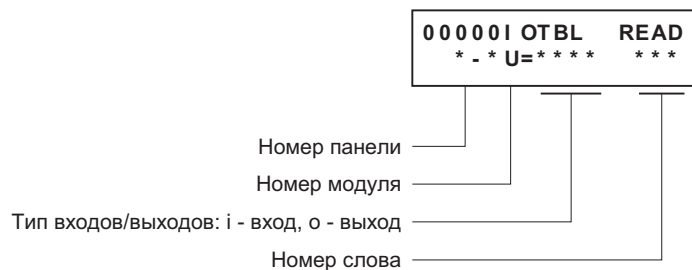 00000I OTBL READ
*-*U=**** ***
Номер панели
Номер модуля
Тип входов/выходов: i - вход, o - выход
Номер слова